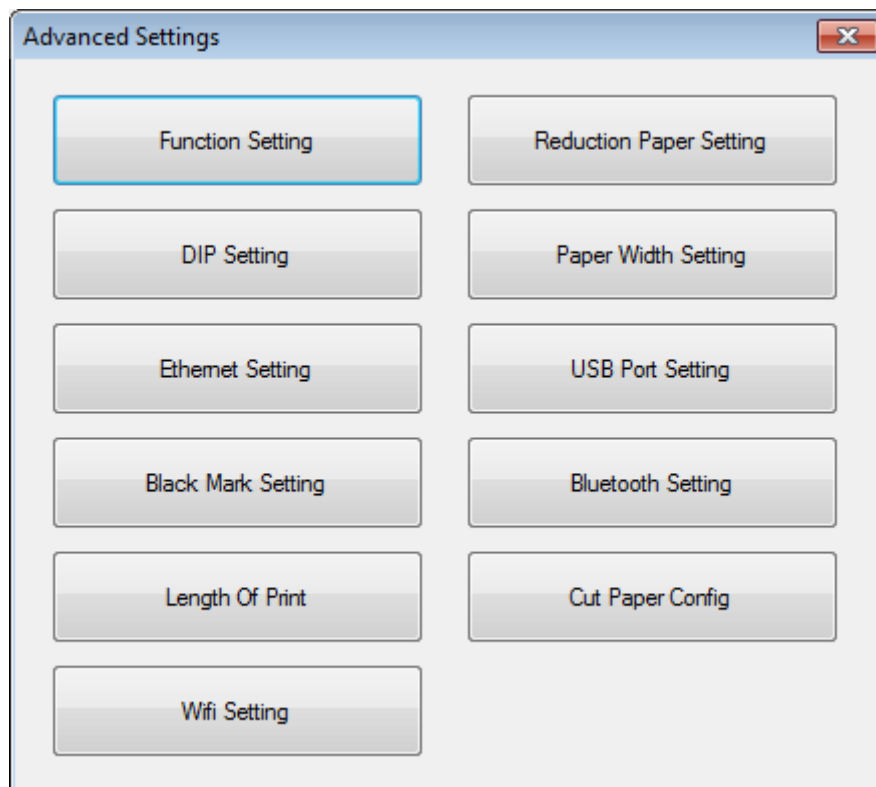 Advanced Settings
Function Setting
Reduction Paper Setting
DIP Setting
Paper Width Setting
Ethernet Setting
USB Port Setting
Black Mark Setting
Bluetooth Setting
Length Of Print
Cut Paper Config
Wifi Setting